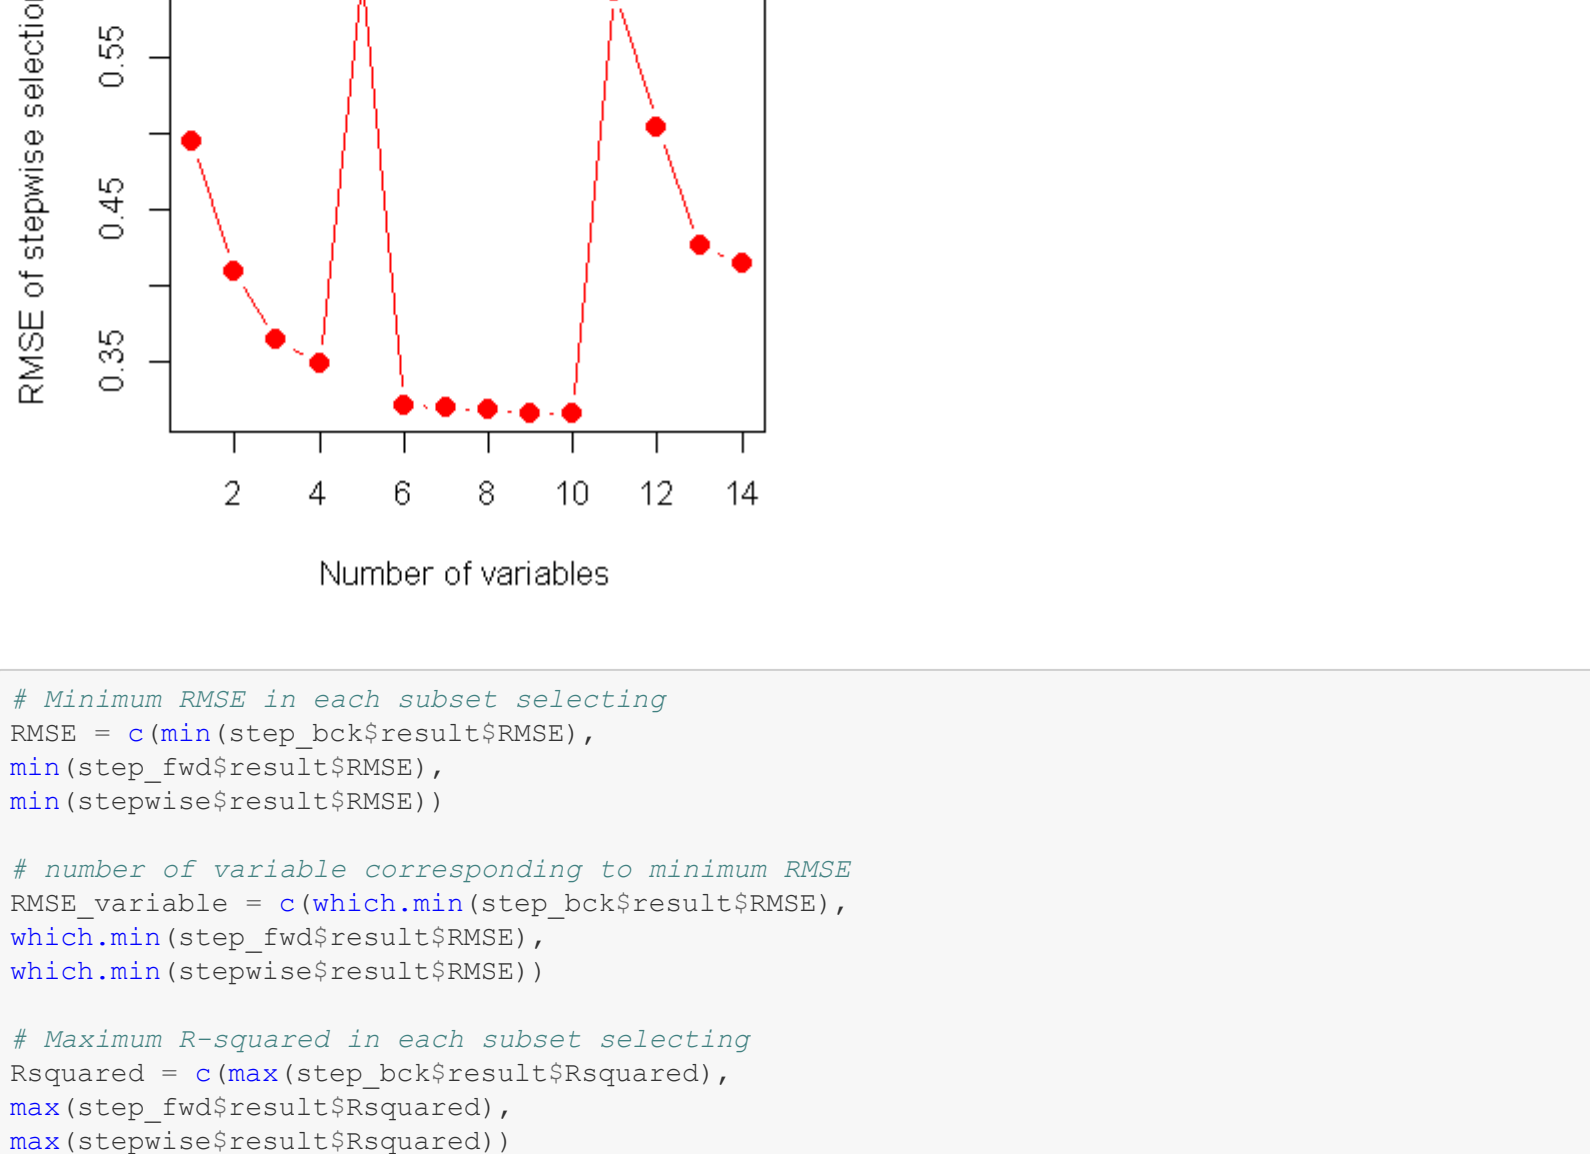 RMSE of stepwise selection
0.55
0.45
0.35
2 4 6 8 10 12 14
Number of variables
# Minimum RMSE in each subset selecting
RMSE = c(min(step_bck$result$RMSE),
min(step_fwd$result$RMSE),
min(stepwise$result$RMSE))
# number of variable corresponding to minimum RMSE
RMSE_variable = c(which.min(step_bck$result$RMSE),
which.min(step_fwd$result$RMSE),
which.min(stepwise$result$RMSE))
# Maximum R-squared in each subset selecting
Rsquared = c(max(step_bck$result$Rsquared),
max(step_fwd$result$Rsquared),
max(stepwise$result$Rsquared))